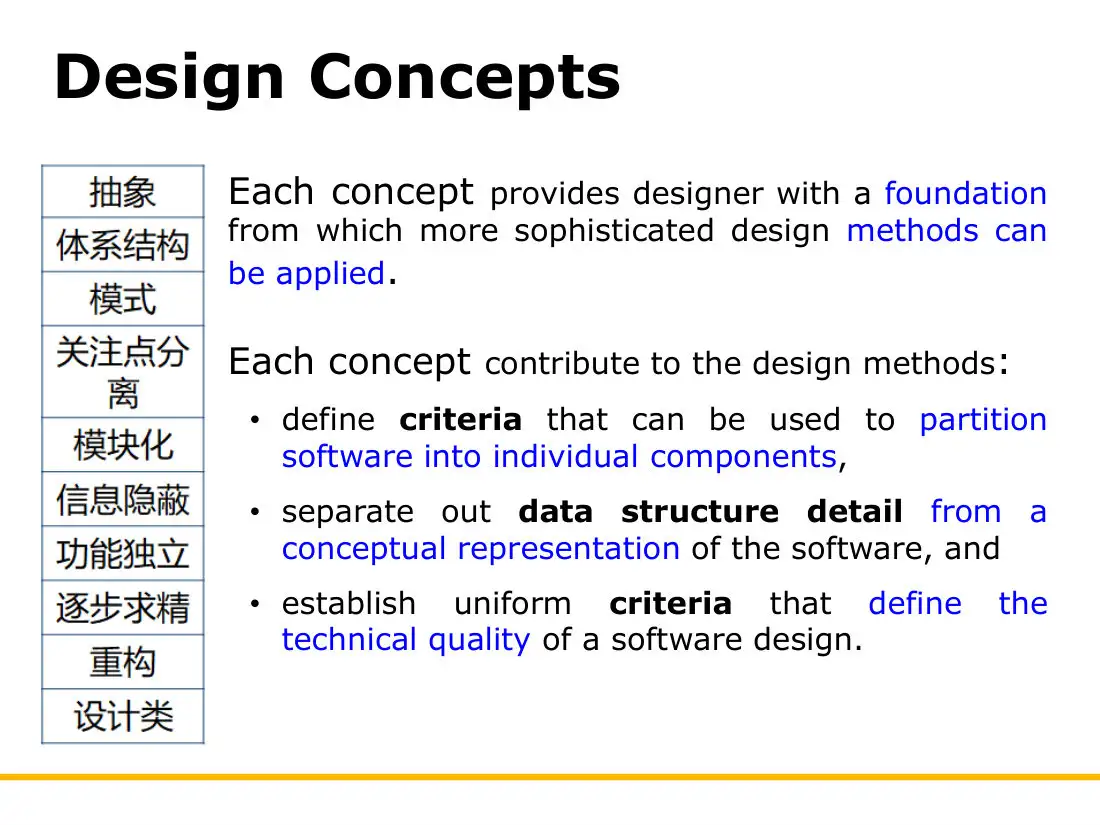 Design Concepts
抽象
体系结构
模式
关注点分
离
模块化
信息隐蔽
功能独立
逐步求精
重构
设计类
Each concept provides designer with a foundation
from which more sophisticated design methods can
be applied.
Each concept contribute to the design methods:
• define criteria that can be used to partition
software into individual components,
• separate out data structure detail from a
conceptual representation of the software, and
• establish uniform criteria that define the
technical quality of a software design.